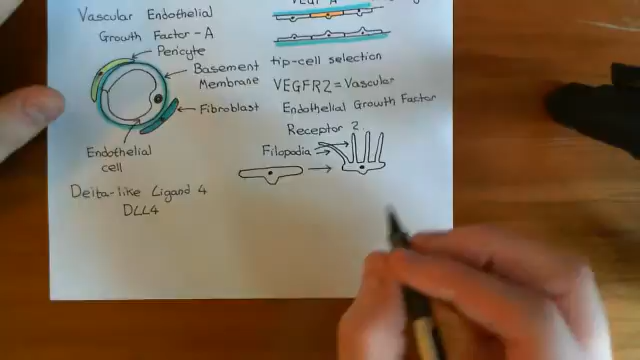 Vascular Endothelial
Growth Factor-A
Pericyte
Basement
Membrane
Fibroblast
Endothelial
cell
Delta-like Ligand 4
DLL4
tip-cell selection
VEGFR2 = Vascular
Endothelial Growth Factor
Receptor 2.
Filopodia